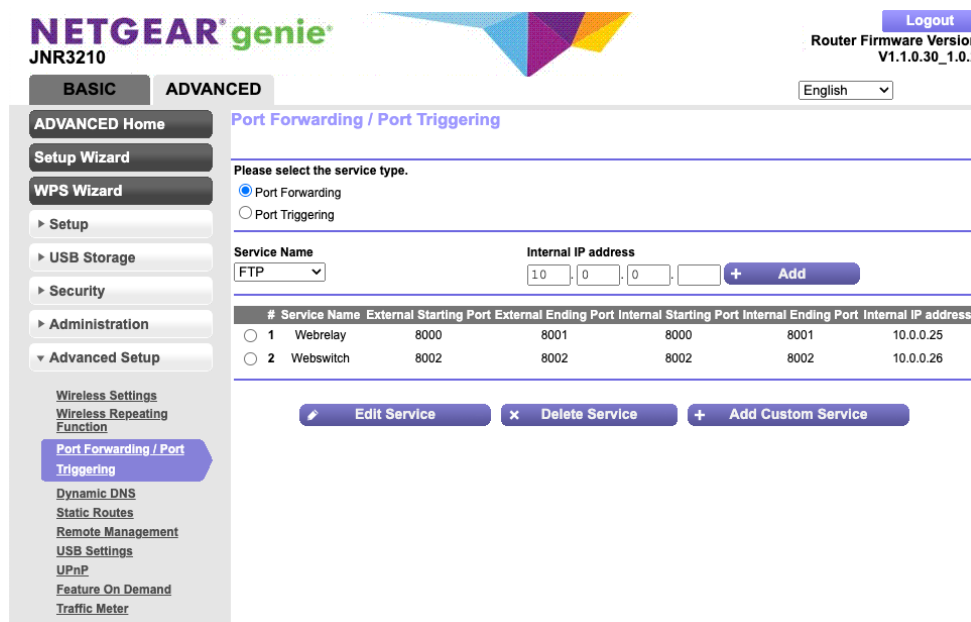 NETGEAR® genie®
JNR3210
Logout
Router Firmware Version
V1.1.0.30_1.0.
BASIC
ADVANCED
English
ADVANCED Home
Setup Wizard
WPS Wizard
Setup
USB Storage
Security
Administration
Advanced Setup
Wireless Settings
Wireless Repeating
Function
Port Forwarding / Port
Triggering
Dynamic DNS
Static Routes
Remote Management
USB Settings
UPnP
Feature On Demand
Traffic Meter
Port Forwarding / Port Triggering
Please select the service type.
Port Forwarding
Port Triggering
Service Name
Internal IP address
FTP
10 . 0 . 0 .
+ Add
# Service Name External Starting Port External Ending Port Internal Starting Port Internal Ending Port Internal IP address
1 Webrelay 8000 8001 8000 8001 10.0.0.25
2 Webswitch 8002 8002 8002 8002 10.0.0.26
Edit Service
× Delete Service
+ Add Custom Service